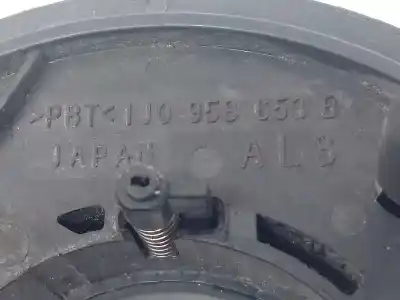 >PBT< 1J0 959 653 B
JAPAN ALS